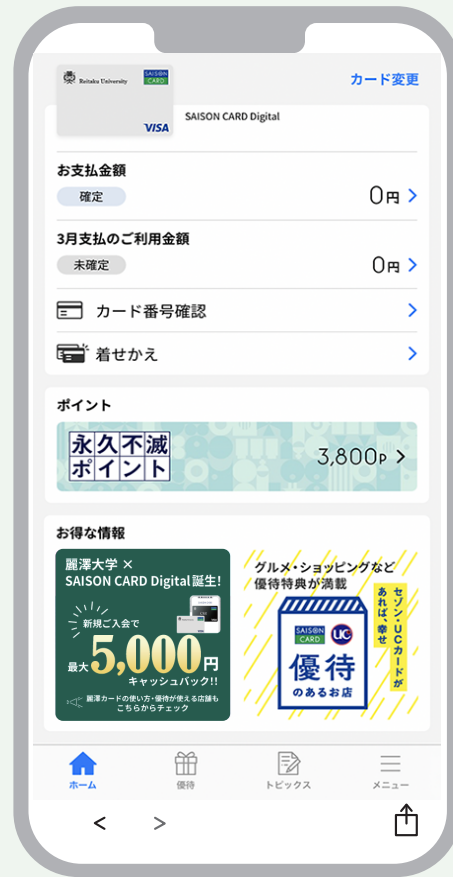 Reitaku University
SAISON CARD
VISA
カード変更
SAISON CARD Digital
お支払金額
確定
0円
3月支払のご利用金額
未確定
0円
カード番号確認
着せかえ
ポイント
永久不滅
ポイント
3,800P
お得な情報
麗澤大学 ×
SAISON CARD Digital誕生!
新規ご入会で
最大5,000円
キャッシュバック!!
麗澤カードの使い方・優待が使える店舗も
こちらからチェック
グルメ・ショッピングなど
優待特典が満載
SAISON CARD
UC
優待
のあるお店
セゾン・UCカードが
あれば、幸せ
ホーム
優待
トピックス
メニュー